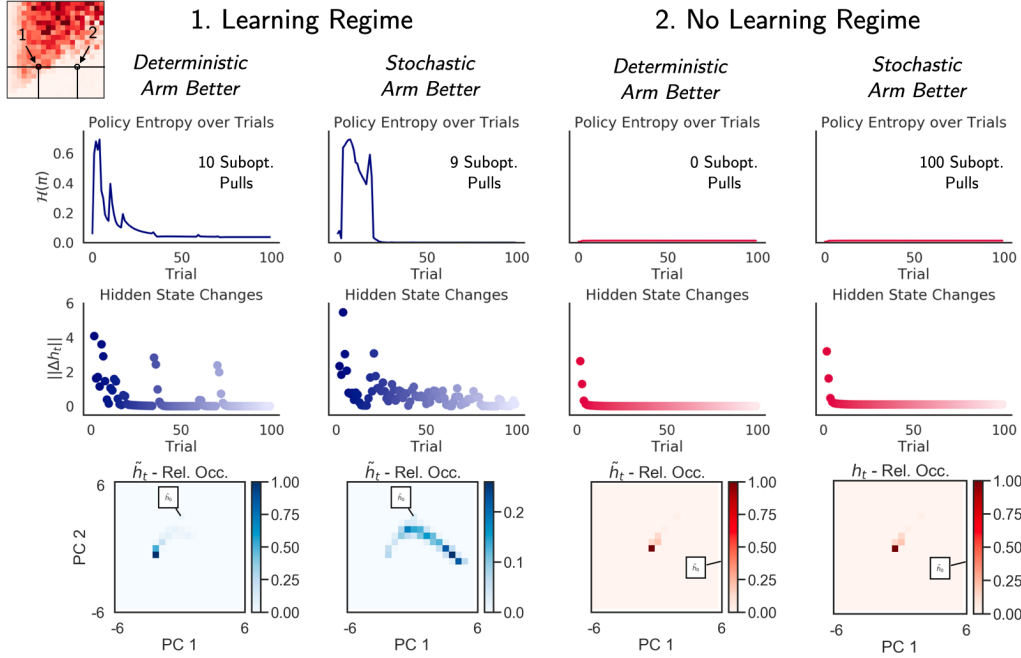 1. Learning Regime
2. No Learning Regime
1
2
Deterministic
Arm Better
Stochastic
Arm Better
Deterministic
Arm Better
Stochastic
Arm Better
Policy Entropy over Trials
Policy Entropy over Trials
Policy Entropy over Trials
Policy Entropy over Trials
10 Subopt.
Pulls
9 Subopt.
Pulls
0 Subopt.
Pulls
100 Subopt.
Pulls
H(π)
0.6
0.4
0.2
0.0
0 50 100
0 50 100
0 50 100
0 50 100
Trial
Trial
Trial
Trial
Hidden State Changes
Hidden State Changes
Hidden State Changes
Hidden State Changes
||Δh_t||
6
4
2
0
0 50 100
0 50 100
0 50 100
0 50 100
Trial
Trial
Trial
Trial
h̃_t - Rel. Occ.
h̃_t - Rel. Occ.
h̃_t - Rel. Occ.
h_t - Rel. Occ.
PC 2
6
-6
h̃₀
h̃₀
h̃₀
h̃₀
1.00
0.75
0.50
0.25
0.00
0.2
0.1
0.0
1.00
0.75
0.50
0.25
0.00
1.00
0.75
0.50
0.25
0.00
-6 6
-6 6
-6 6
-6 6
PC 1
PC 1
PC 1
PC 1